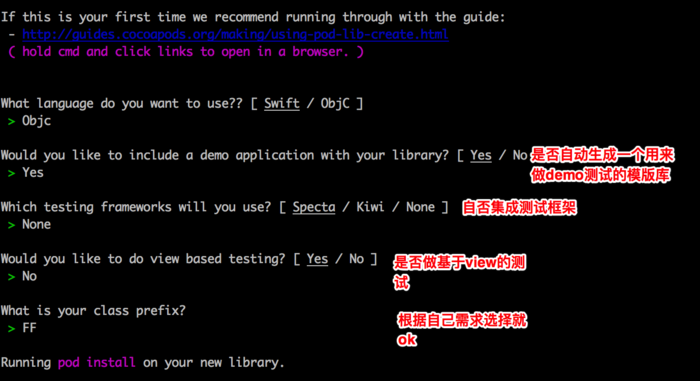 If this is your first time we recommend running through with the guide:
- http://guides.cocoapods.org/making/using-pod-lib-create.html
( hold cmd and click links to open in a browser. )
What language do you want to use?? [ Swift / ObjC ]
> Objc
Would you like to include a demo application with your library? [ Yes / No
是否自动生成一个用来
做demo测试的模版库
> Yes
Which testing frameworks will you use? [ Specta / Kiwi / None ]
自否集成测试框架
> None
Would you like to do view based testing? [ Yes / No ]
是否做基于view的测
试
> No
What is your class prefix?
根据自己需求选择就
ok
> FF
Running pod install on your new library.